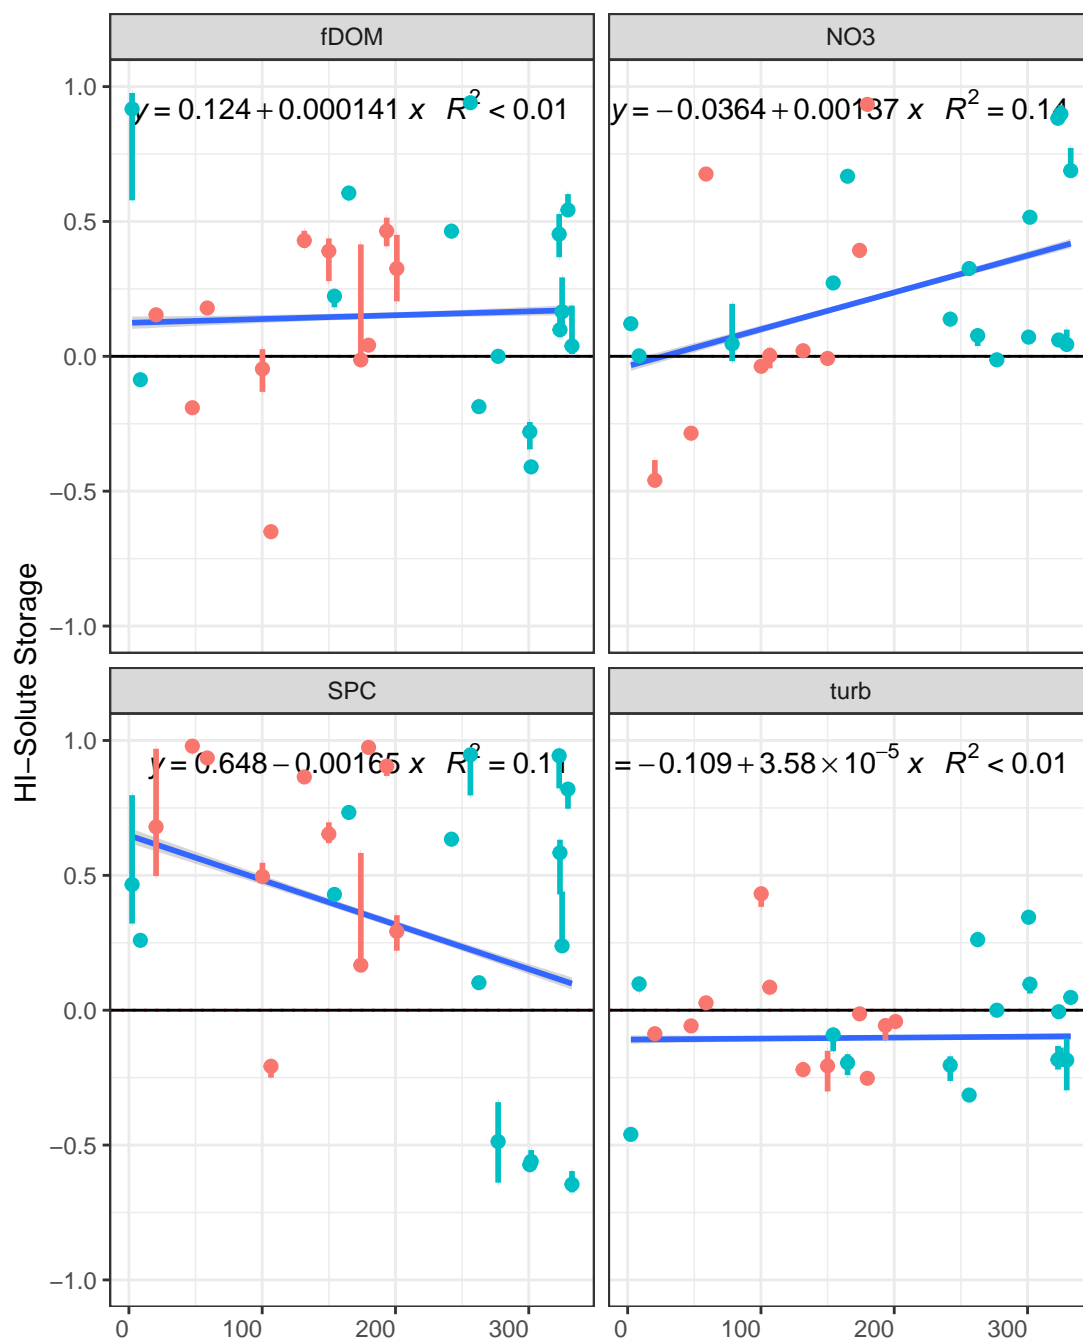 fDOM
NO3
y = 0.124 + 0.000141 x R² < 0.01
y = −0.0364 + 0.00137 x R² = 0.14
1.0
0.5
0.0
−0.5
−1.0
HI−Solute Storage
SPC
turb
y = 0.648 − 0.00165 x R² = 0.11
= −0.109 + 3.58 × 10⁻⁵ x R² < 0.01
1.0
0.5
0.0
−0.5
−1.0
0 100 200 300 0 100 200 300